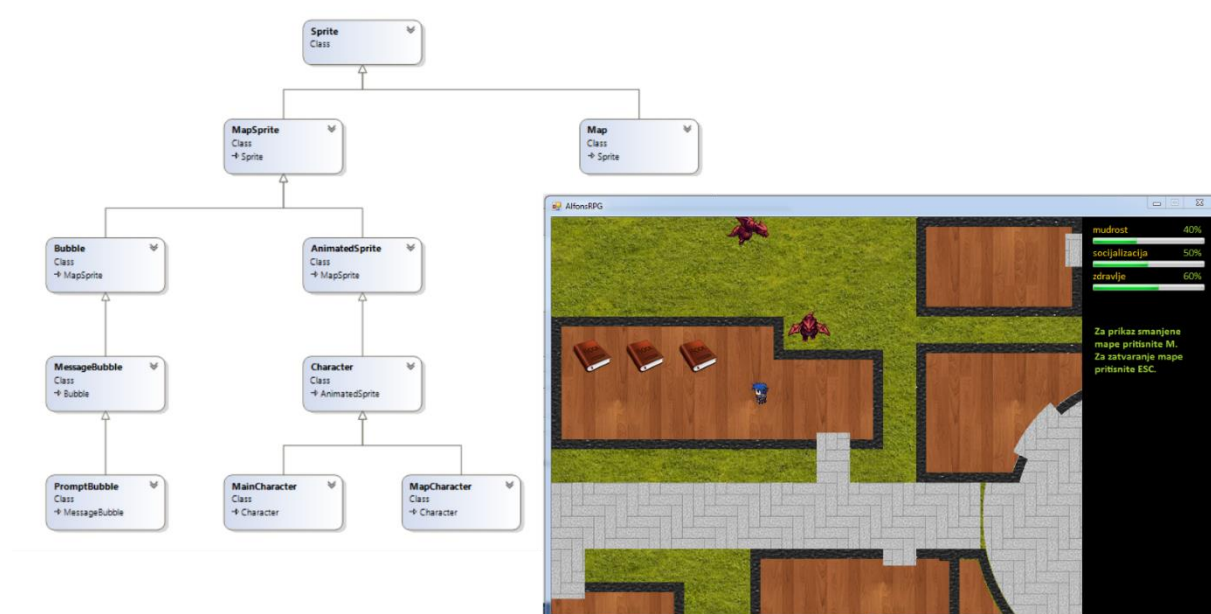 Sprite
Class
MapSprite
Class
Sprite
Map
Class
Sprite
Bubble
Class
MapSprite
AnimatedSprite
Class
MapSprite
MessageBubble
Class
Bubble
Character
Class
AnimatedSprite
PromptBubble
Class
MessageBubble
MainCharacter
Class
Character
MapCharacter
Class
Character
AlfonsRPG
mudrost 40%
socijalizacija 50%
zdravlje 60%
Za prikaz smanjene
mape pritisnite M.
Za zatvaranje mape
pritisnite ESC.